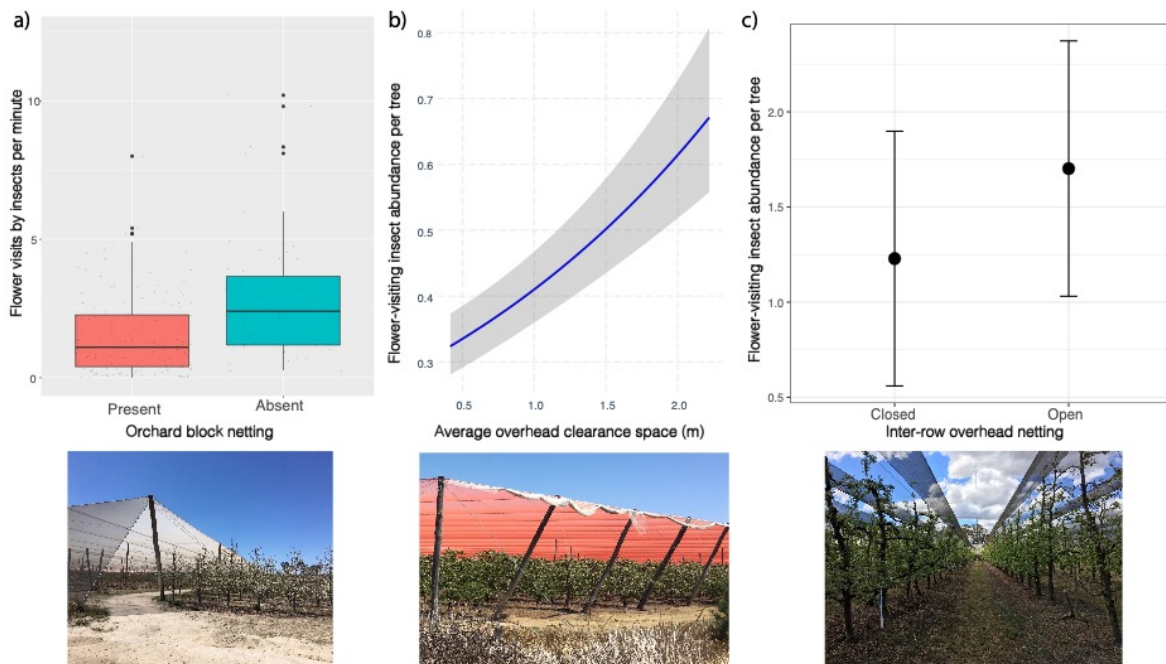 a)
Flower visits by insects per minute
10
5
0
Present
Absent
Orchard block netting
b)
Flower-visiting insect abundance per tree
0.8
0.7
0.6
0.5
0.4
0.3
0.5
1.0
1.5
2.0
Average overhead clearance space (m)
c)
Flower-visiting insect abundance per tree
2.0
1.5
1.0
0.5
Closed
Open
Inter-row overhead netting